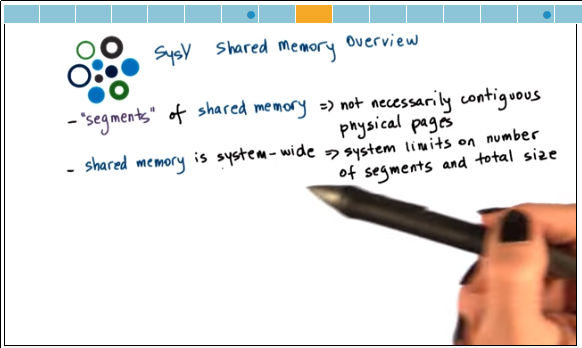 SysV Shared Memory Overview
- "segments" of shared memory => not necessarily contiguous
physical pages
- shared memory is system-wide => system limits on number
of segments and total size